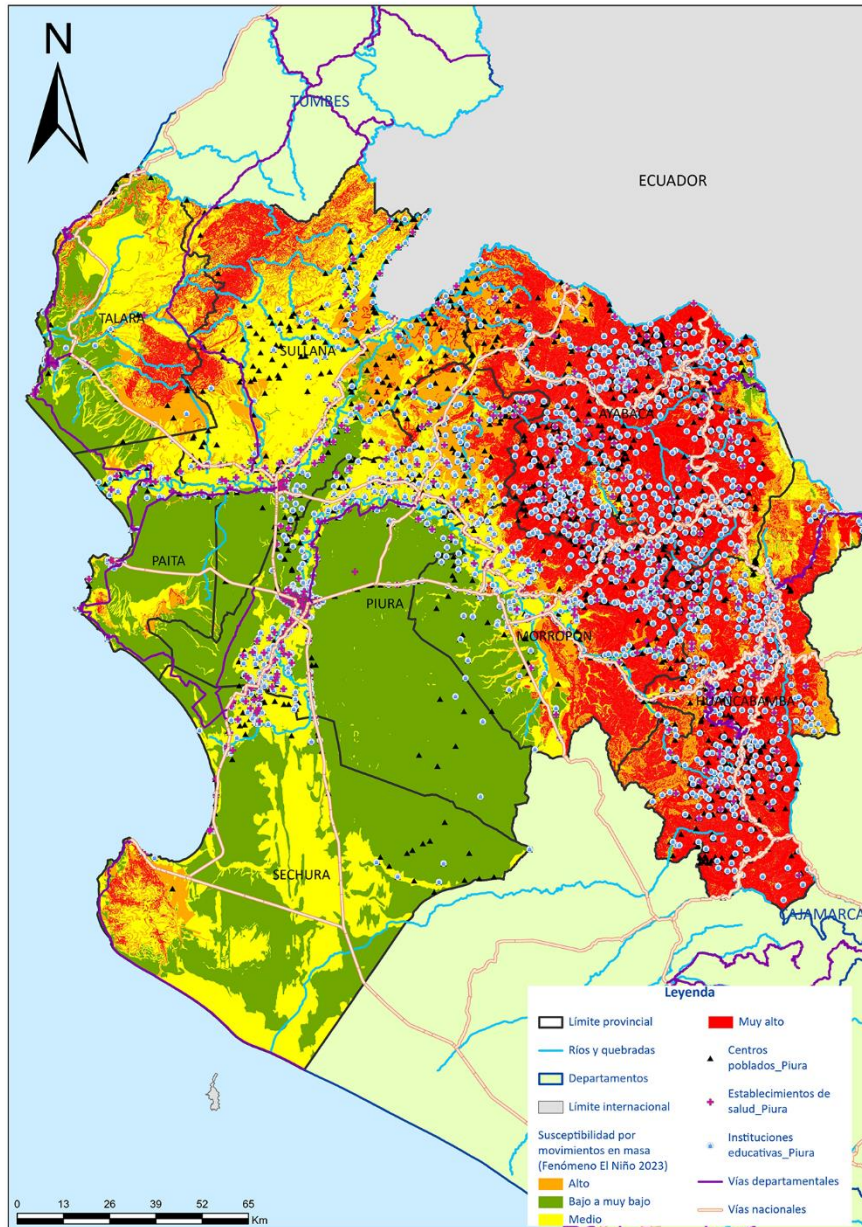 N
TUMBES
ECUADOR
TALARA
SULLANA
AYABACA
PAITA
PIURA
MORROPON
HUANCABAMBA
SECHURA
CAJAMARCA
Leyenda
Límite provincial
Ríos y quebradas
Departamentos
Límite internacional
Susceptibilidad por
movimientos en masa
(Fenómeno El Niño 2023)
Alto
Bajo a muy bajo
Medio
Muy alto
Centros
poblados_Piura
Establecimientos de
salud_Piura
Instituciones
educativas_Piura
Vías departamentales
Vías nacionales
0 13 26 39 52 65
Km